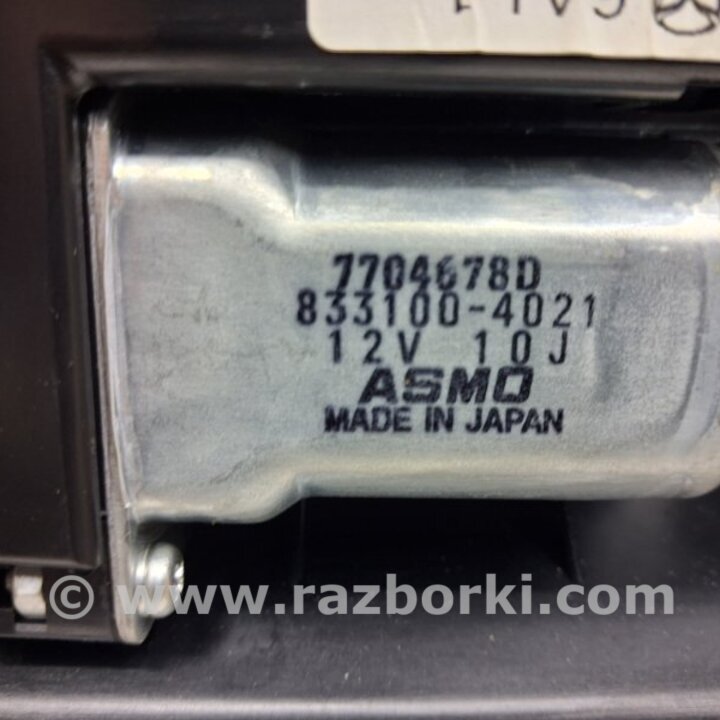 7704678D
833100-4021
12V 10J
ASMO
MADE IN JAPAN
© www.razborki.com